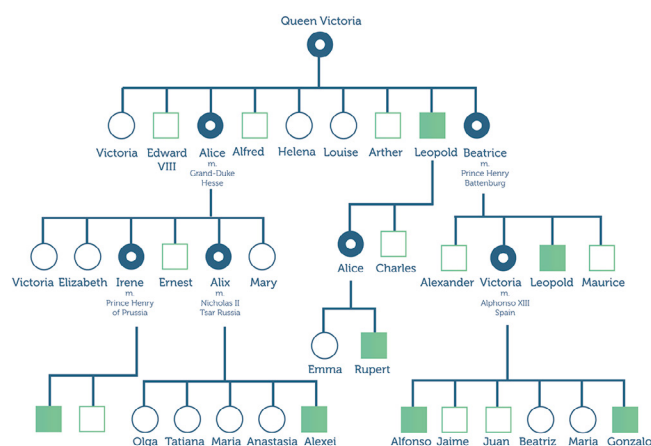 Queen Victoria
Victoria Edward Alice Alfred Helena Louise Arther Leopold Beatrice
VIII m. m.
Grand-Duke Prince Henry
Hesse Battenburg
Victoria Elizabeth Irene Ernest Alix Mary Alice Charles Alexander Victoria Leopold Maurice
m. m. m.
Prince Henry Nicholas II Alphonso XIII
of Prussia Tsar Russia Spain
Emma Rupert
Olga Tatiana Maria Anastasia Alexei Alfonso Jaime Juan Beatriz Maria Gonzalo